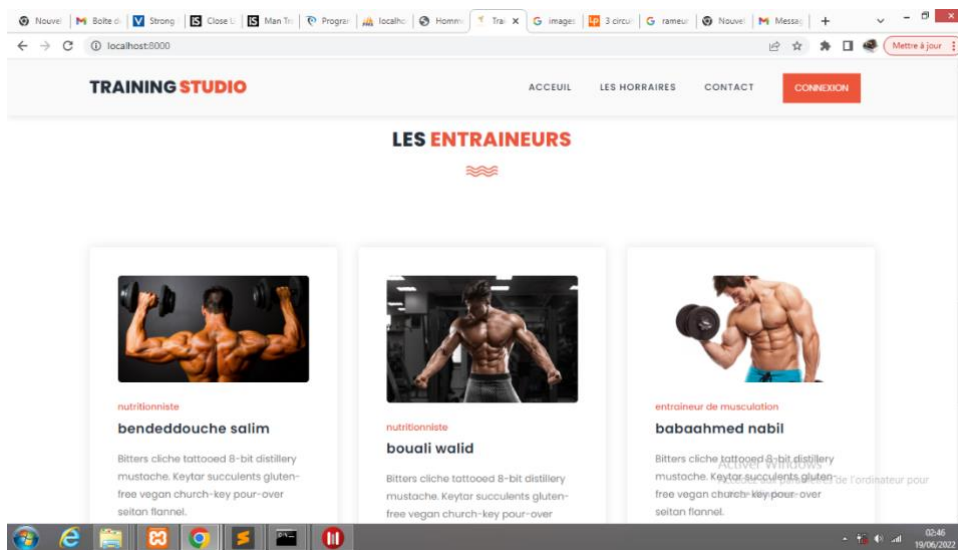 Nouve
Boîte d
Strong
Close U
Man Tr
Progra
localho
Homm
Tra
images
3 circui
rameur
Nouvel
Messag
localhost:8000
Mettre à jour
TRAINING STUDIO
ACCEUIL
LES HORRAIRES
CONTACT
CONNEXION
LES ENTRAINEURS
nutritionniste
bendeddouche salim
Bitters cliche tattooed 8-bit distillery
mustache. Keytar succulents gluten-
free vegan church-key pour-over
seitan flannel.
nutritionniste
bouali walid
Bitters cliche tattooed 8-bit distillery
mustache. Keytar succulents gluten-
free vegan church-key pour-over
entraineur de musculation
babaahmed nabil
Bitters cliche tattooed 8-bit distillery
mustache. Keytar succulents gluten-
free vegan church-key pour-over
seitan flannel.
Activer Windows
de l'ordinateur pour
02:46
19/06/2022